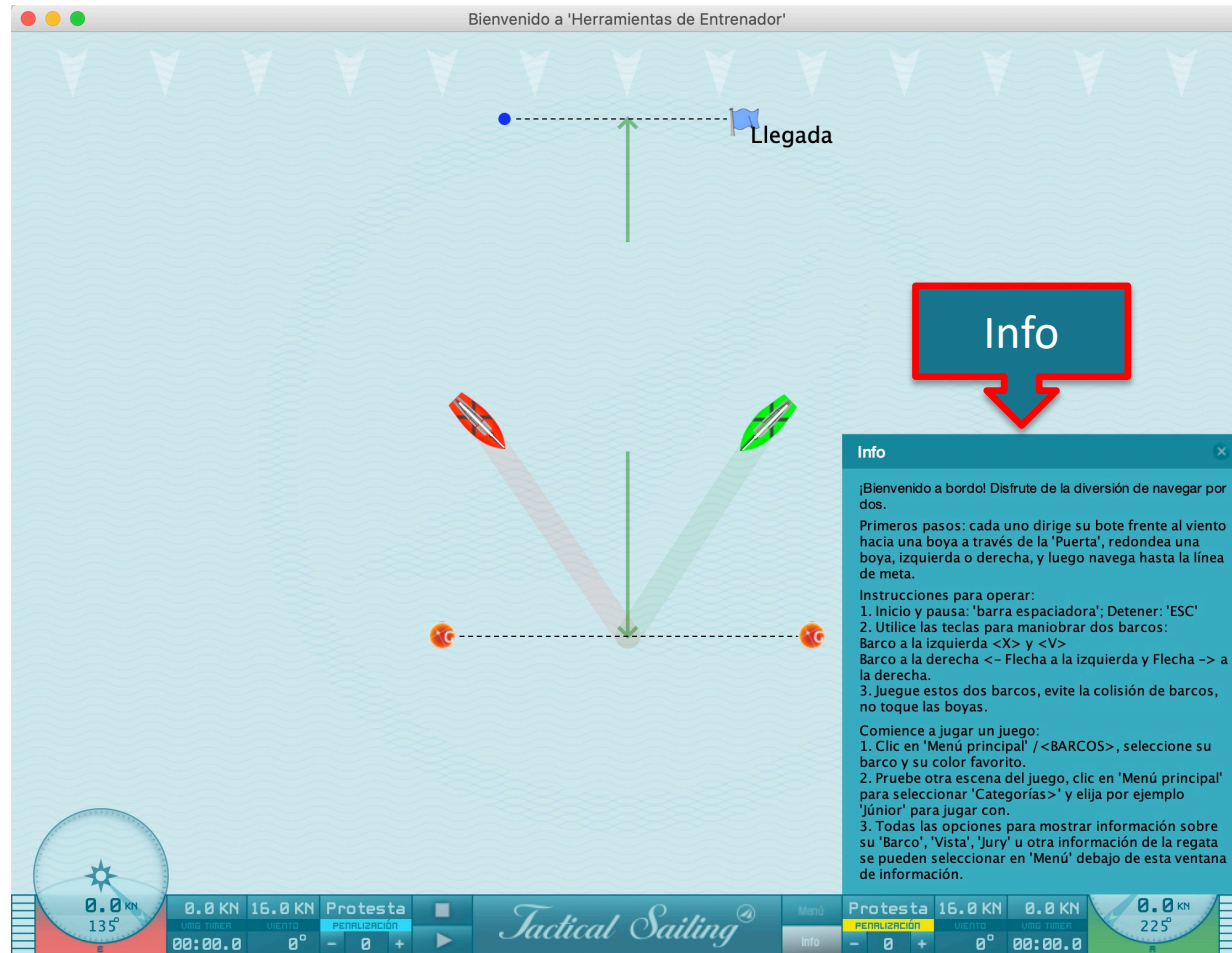 Bienvenido a 'Herramientas de Entrenador'
Llegada
Info
Info
¡Bienvenido a bordo! Disfrute de la diversión de navegar por
dos.
Primeros pasos: cada uno dirige su bote frente al viento
hacia una boya a través de la 'Puerta', redondea una
boya, izquierda o derecha, y luego navega hasta la línea
de meta.
Instrucciones para operar:
1. Inicio y pausa: 'barra espaciadora'; Detener: 'ESC'
2. Utilice las teclas para maniobrar dos barcos:
Barco a la izquierda <X> y <V>
Barco a la derecha <- Flecha a la izquierda y Flecha -> a
la derecha.
3. Juegue estos dos barcos, evite la colisión de barcos,
no toque las boyas.
Comience a jugar un juego:
1. Clic en 'Menú principal' /<BARCOS>, seleccione su
barco y su color favorito.
2. Pruebe otra escena del juego, clic en 'Menú principal'
para seleccionar 'Categorías>' y elija por ejemplo
'Júnior' para jugar con.
3. Todas las opciones para mostrar información sobre
su 'Barco', 'Vista', 'Jury' u otra información de la regata
se pueden seleccionar en 'Menú' debajo de esta ventana
de información.
G G
0.0 KN 0.0 KN 16.0 KN Protesta Tactical Sailing Menú Protesta 16.0 KN 0.0 KN 0.0 KN
135° VMG TIMER VIENTO PENALIZACIÓN PENALIZACIÓN VIENTO VMG TIMER 225°
00:00.0 0° - 0 + Info - 0 + 0° 00:00.0